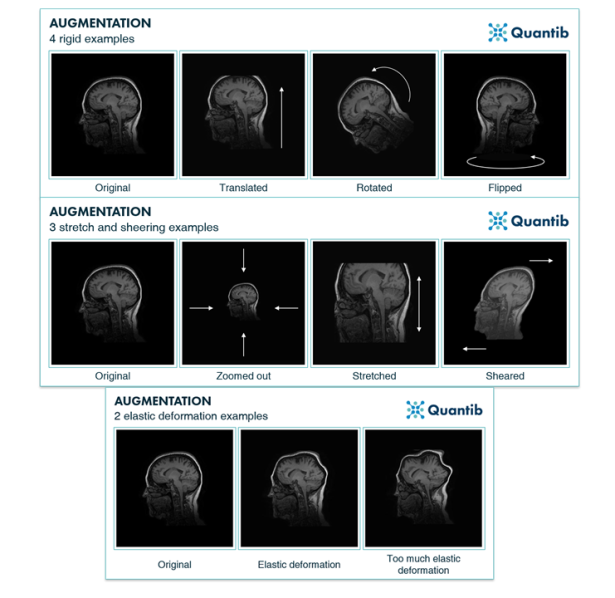 AUGMENTATION
4 rigid examples
Quantib
Original
Translated
Rotated
Flipped
AUGMENTATION
3 stretch and sheering examples
Quantib
Original
Zoomed out
Stretched
Sheared
AUGMENTATION
2 elastic deformation examples
Quantib
Original
Elastic deformation
Too much elastic
deformation